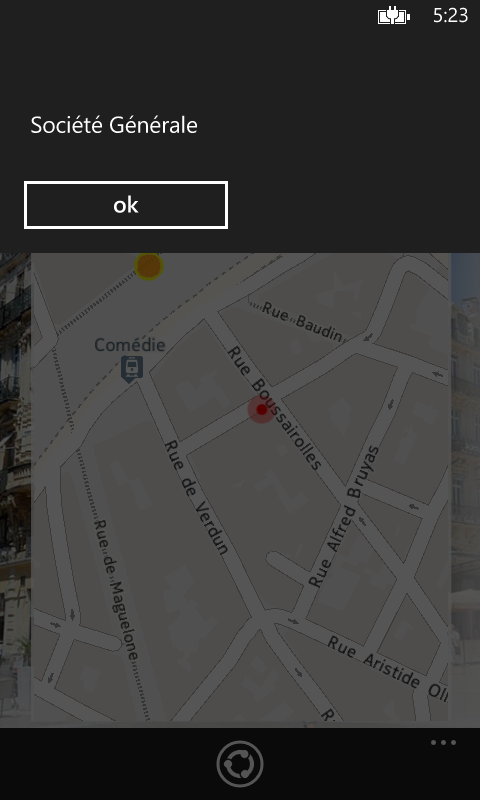 5:23
Société Générale
ok
Rue Baudin
Comédie
Rue Boussairolles
Rue de Verdun
Rue Alfred Bruyas
Rue de Maguelone
Rue Aristide Oli
R